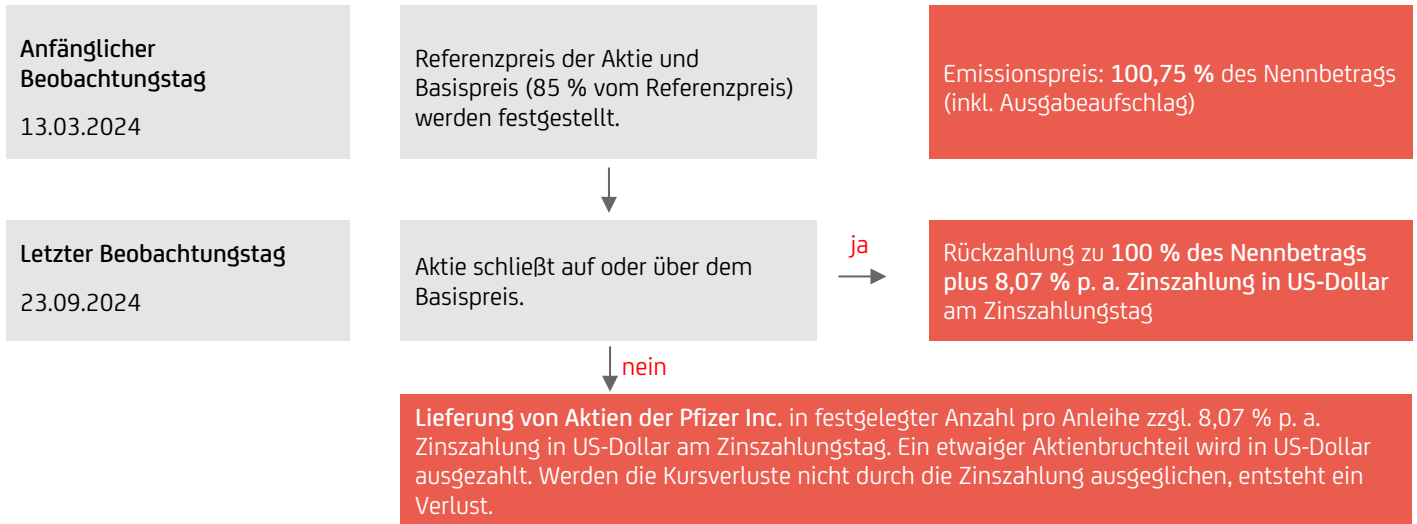 Anfänglicher
Beobachtungstag
13.03.2024
Referenzpreis der Aktie und
Basispreis (85 % vom Referenzpreis)
werden festgestellt.
Emissionspreis: 100,75 % des Nennbetrags
(inkl. Ausgabeaufschlag)
Letzter Beobachtungstag
23.09.2024
Aktie schließt auf oder über dem
Basispreis.
ja
Rückzahlung zu 100 % des Nennbetrags
plus 8,07 % p. a. Zinszahlung in US-Dollar
am Zinszahlungstag
nein
Lieferung von Aktien der Pfizer Inc. in festgelegter Anzahl pro Anleihe zzgl. 8,07 % p. a.
Zinszahlung in US-Dollar am Zinszahlungstag. Ein etwaiger Aktienbruchteil wird in US-Dollar
ausgezahlt. Werden die Kursverluste nicht durch die Zinszahlung ausgeglichen, entsteht ein
Verlust.